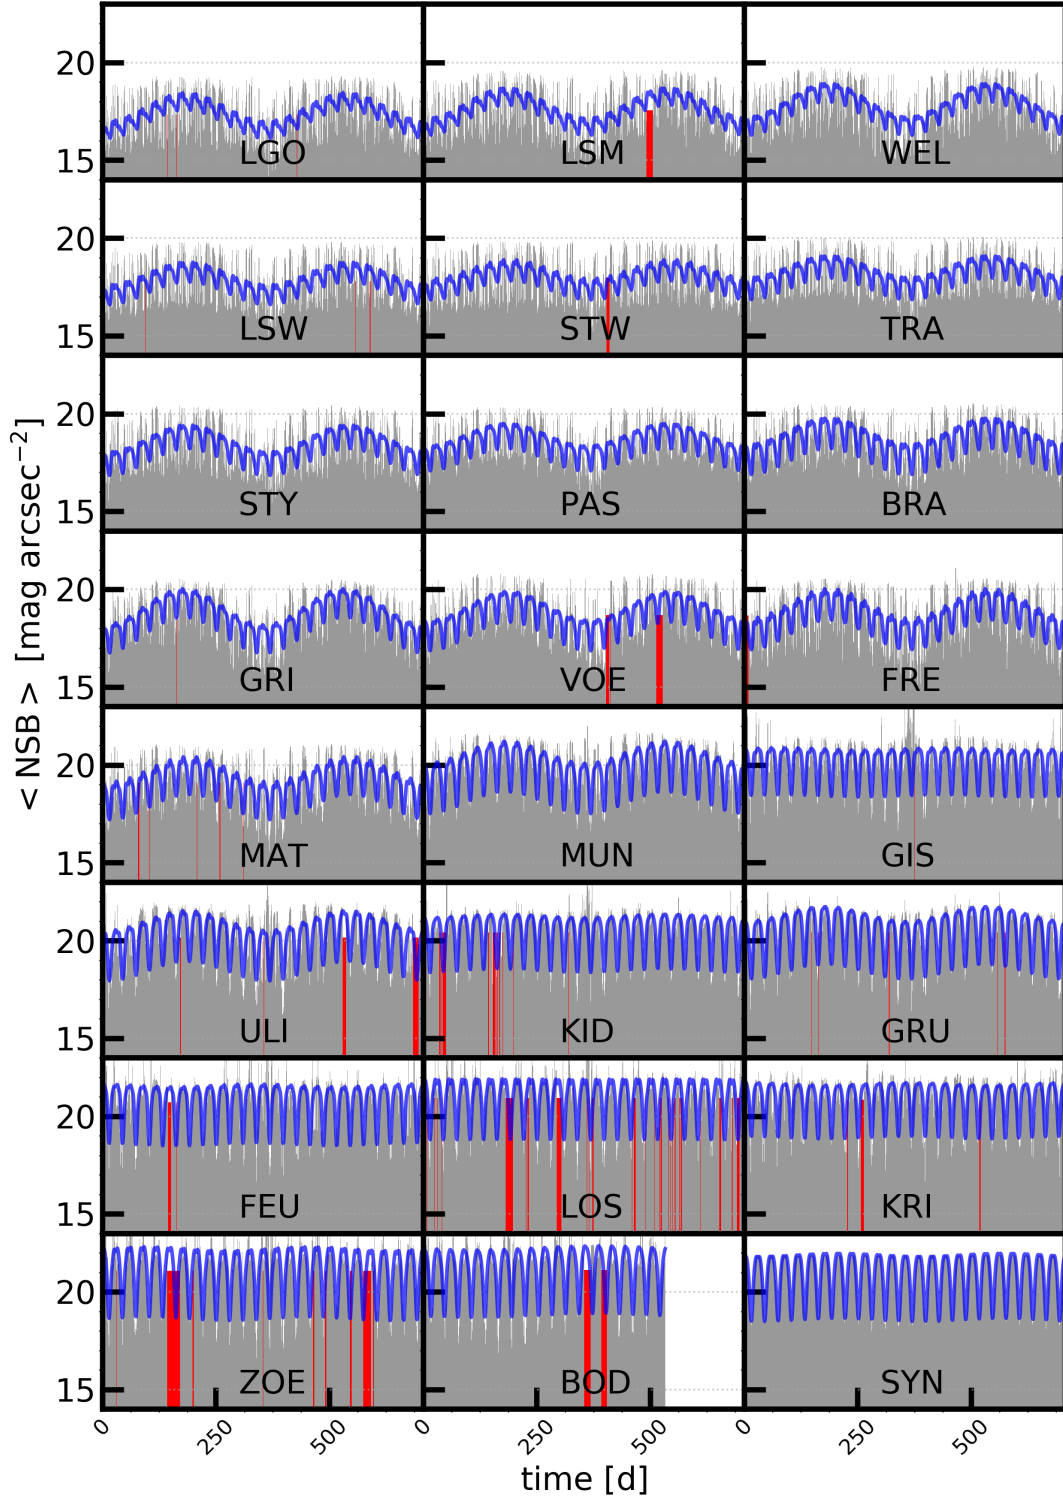 20
15
LGO
LSM
WEL
20
15
LSW
STW
TRA
20
15
STY
PAS
BRA
20
15
GRI
VOE
FRE
20
15
MAT
MUN
GIS
20
15
ULI
KID
GRU
20
15
FEU
LOS
KRI
20
15
ZOE
BOD
SYN
< NSB > [mag arcsec⁻²]
0 250 500 0 250 500 0 250 500
time [d]